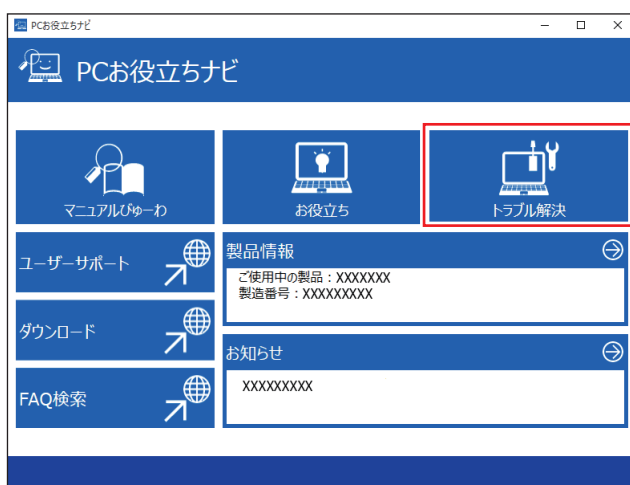 PCお役立ちナビ
PCお役立ちナビ
マニュアルびゅーわ
お役立ち
トラブル解決
ユーザーサポート
製品情報
ご使用中の製品：XXXXXXX
製造番号：XXXXXXXXX
ダウンロード
お知らせ
XXXXXXXXX
FAQ検索